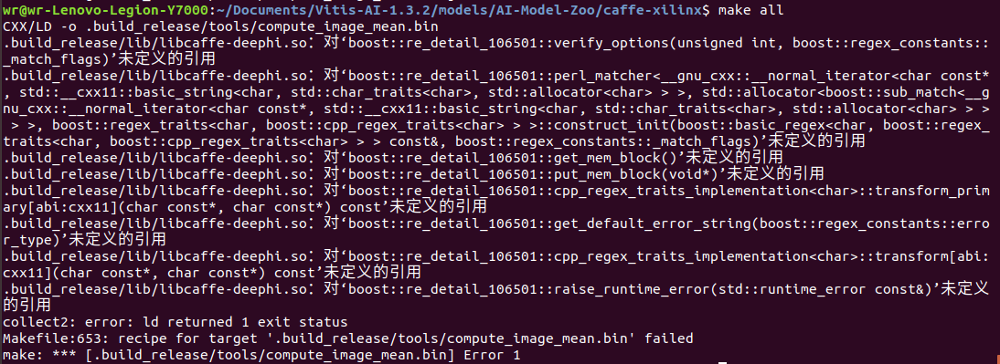 wr@wr-Lenovo-Legion-Y7000:~/Documents/Vitis-AI-1.3.2/models/AI-Model-Zoo/caffe-xilinx$ make all
CXX/LD -o .build_release/tools/compute_image_mean.bin
.build_release/lib/libcaffe-deephi.so：对‘boost::re_detail_106501::verify_options(unsigned int, boost::regex_constants::
_match_flags)’未定义的引用
.build_release/lib/libcaffe-deephi.so：对‘boost::re_detail_106501::perl_matcher<__gnu_cxx::__normal_iterator<char const*
, std::__cxx11::basic_string<char, std::char_traits<char>, std::allocator<char> > >, std::allocator<boost::sub_match<__g
nu_cxx::__normal_iterator<char const*, std::__cxx11::basic_string<char, std::char_traits<char>, std::allocator<char> > >
> >, boost::regex_traits<char, boost::cpp_regex_traits<char> > >::construct_init(boost::basic_regex<char, boost::regex_
traits<char, boost::cpp_regex_traits<char> > > const&, boost::regex_constants::_match_flags)’未定义的引用
.build_release/lib/libcaffe-deephi.so：对‘boost::re_detail_106501::get_mem_block()’未定义的引用
.build_release/lib/libcaffe-deephi.so：对‘boost::re_detail_106501::put_mem_block(void*)’未定义的引用
.build_release/lib/libcaffe-deephi.so：对‘boost::re_detail_106501::cpp_regex_traits_implementation<char>::transform_prim
ary[abi:cxx11](char const*, char const*) const’未定义的引用
.build_release/lib/libcaffe-deephi.so：对‘boost::re_detail_106501::get_default_error_string(boost::regex_constants::erro
r_type)’未定义的引用
.build_release/lib/libcaffe-deephi.so：对‘boost::re_detail_106501::cpp_regex_traits_implementation<char>::transform[abi:
cxx11](char const*, char const*) const’未定义的引用
.build_release/lib/libcaffe-deephi.so：对‘boost::re_detail_106501::raise_runtime_error(std::runtime_error const&)’未定义
的引用
collect2: error: ld returned 1 exit status
Makefile:653: recipe for target '.build_release/tools/compute_image_mean.bin' failed
make: *** [.build_release/tools/compute_image_mean.bin] Error 1